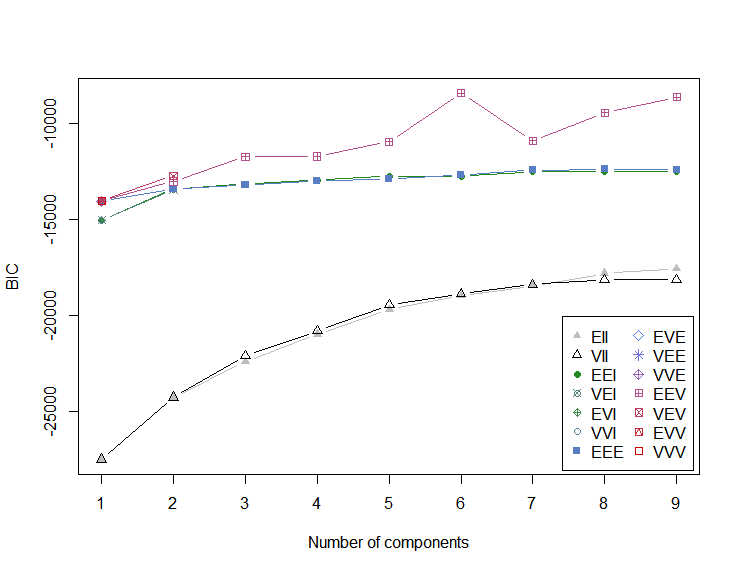 -10000
-15000
-20000
-25000
BIC
1 2 3 4 5 6 7 8 9
Number of components
EII EVE
VII VEE
EEI VVE
VEI EEV
EVI VEV
VVI EVV
EEE VVV